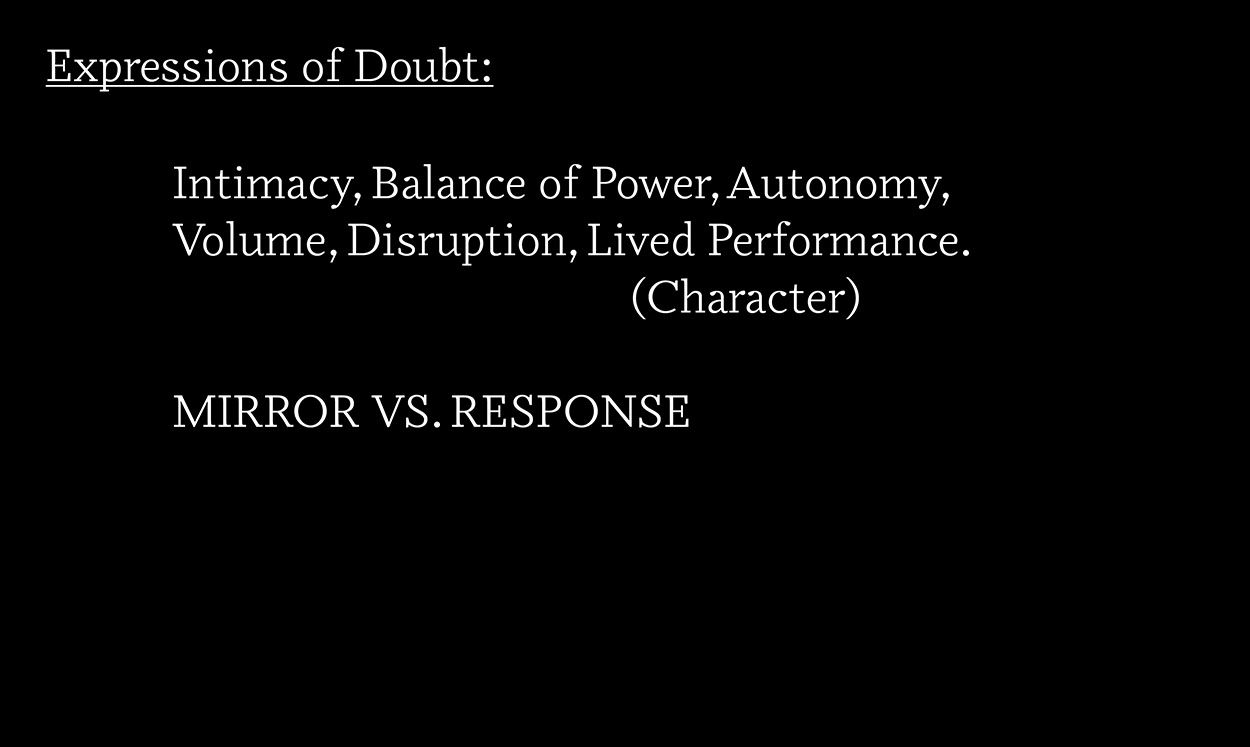 Expressions of Doubt:
Intimacy, Balance of Power, Autonomy,
Volume, Disruption, Lived Performance.
(Character)
MIRROR VS. RESPONSE